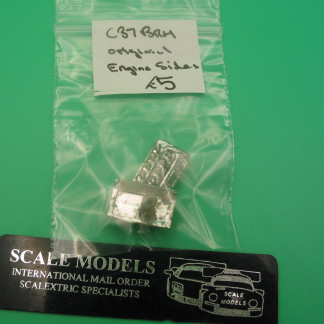 C37 BRM
original
Engine Sides
£5
SCALE MODELS
INTERNATIONAL MAIL ORDER
SCALEXTRIC SPECIALISTS
SCALE
MODELS